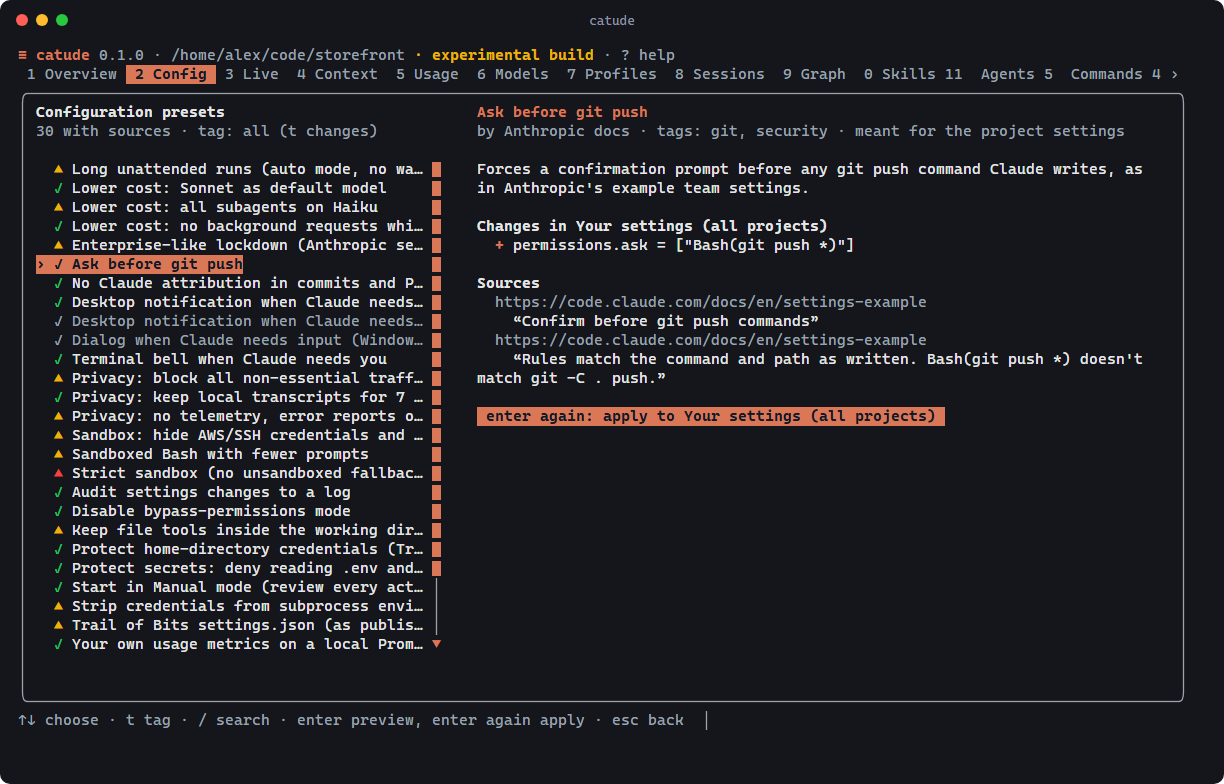 catude
≡ catude 0.1.0 · /home/alex/code/storefront · experimental build · ? help
1 Overview 2 Config 3 Live 4 Context 5 Usage 6 Models 7 Profiles 8 Sessions 9 Graph 0 Skills 11 Agents 5 Commands 4 ›
Configuration presets
30 with sources · tag: all (t changes)
▲ Long unattended runs (auto mode, no wa…
✓ Lower cost: Sonnet as default model
▲ Lower cost: all subagents on Haiku
✓ Lower cost: no background requests whi…
▲ Enterprise-like lockdown (Anthropic se…
› ✓ Ask before git push
✓ No Claude attribution in commits and P…
✓ Desktop notification when Claude needs…
✓ Desktop notification when Claude needs…
✓ Dialog when Claude needs input (Window…
✓ Terminal bell when Claude needs you
▲ Privacy: block all non-essential traff…
✓ Privacy: keep local transcripts for 7 …
▲ Privacy: no telemetry, error reports o…
▲ Sandbox: hide AWS/SSH credentials and …
▲ Sandboxed Bash with fewer prompts
▲ Strict sandbox (no unsandboxed fallbac…
✓ Audit settings changes to a log
✓ Disable bypass-permissions mode
▲ Keep file tools inside the working dir…
✓ Protect home-directory credentials (Tr…
✓ Protect secrets: deny reading .env and…
✓ Start in Manual mode (review every act…
▲ Strip credentials from subprocess envi…
▲ Trail of Bits settings.json (as publis…
✓ Your own usage metrics on a local Prom…
Ask before git push
by Anthropic docs · tags: git, security · meant for the project settings
Forces a confirmation prompt before any git push command Claude writes, as
in Anthropic's example team settings.
Changes in Your settings (all projects)
+ permissions.ask = ["Bash(git push *)"]
Sources
https://code.claude.com/docs/en/settings-example
“Confirm before git push commands”
https://code.claude.com/docs/en/settings-example
“Rules match the command and path as written. Bash(git push *) doesn't
match git -C . push.”
enter again: apply to Your settings (all projects)
↑↓ choose · t tag · / search · enter preview, enter again apply · esc back